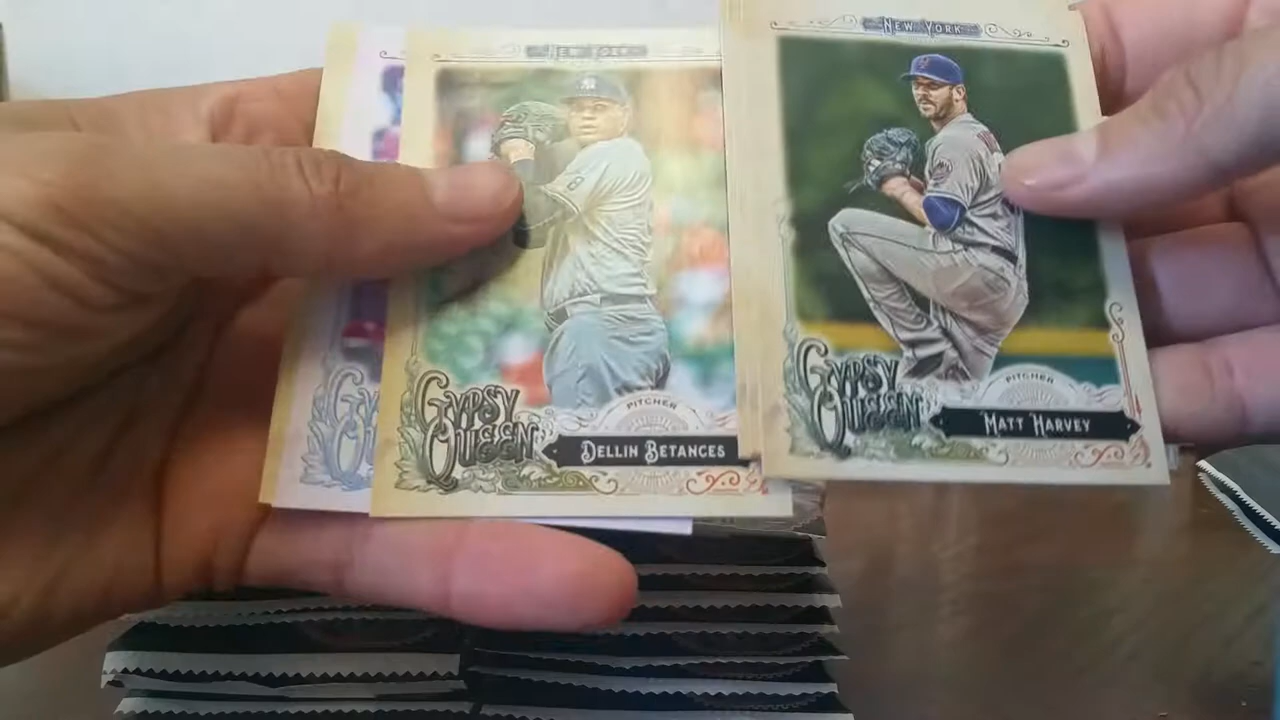 NEW YORK
GYPSY
QUEEN
PITCHER
DELLIN BETANCES
NEW YORK
GYPSY
QUEEN
PITCHER
MATT HARVEY